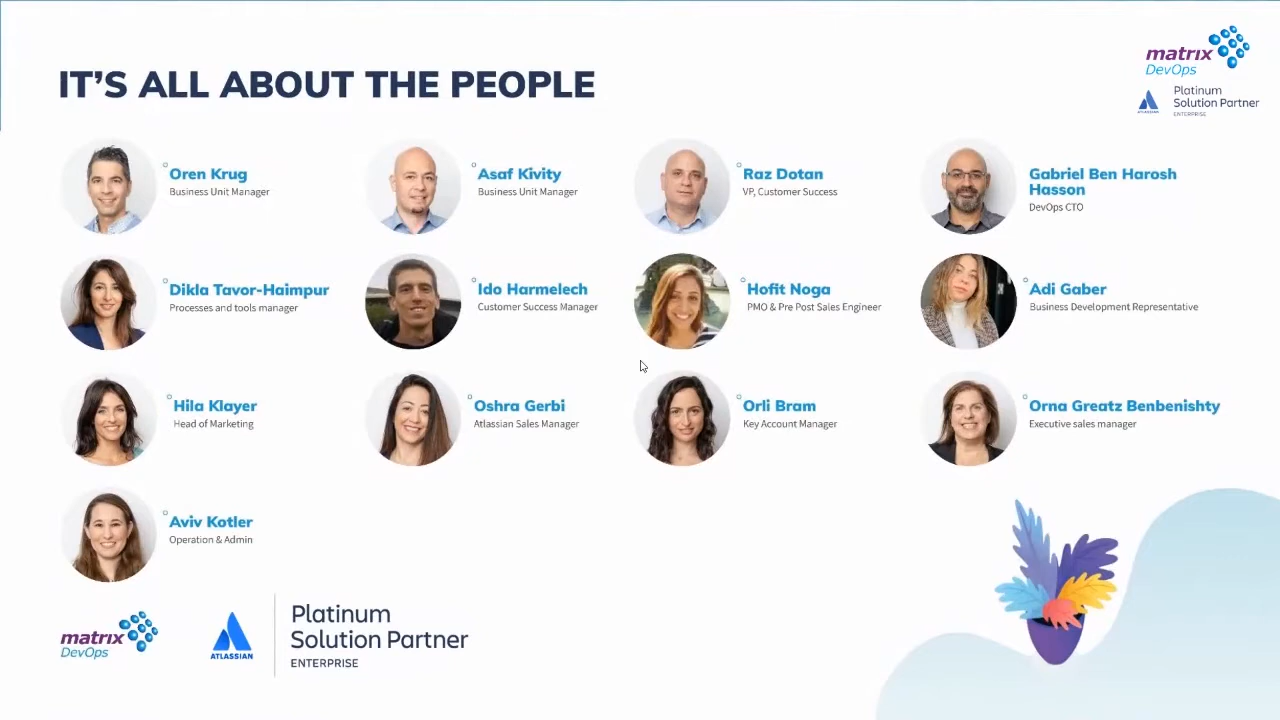 matrix
DevOps
Platinum
Solution Partner
ENTERPRISE
ATLASSIAN
IT'S ALL ABOUT THE PEOPLE
Oren Krug
Business Unit Manager
Asaf Kivity
Business Unit Manager
Raz Dotan
VP, Customer Success
Gabriel Ben Harosh
Hasson
DevOps CTO
Dikla Tavor-Haimpur
Processes and tools manager
Ido Harmelech
Customer Success Manager
Hofit Noga
PMO & Pre Post Sales Engineer
Adi Gaber
Business Development Representative
Hila Klayer
Head of Marketing
Oshra Gerbi
Atlassian Sales Manager
Orli Bram
Key Account Manager
Orna Greatz Benbenishty
Executive sales manager
Aviv Kotler
Operation & Admin
matrix
DevOps
ATLASSIAN
Platinum
Solution Partner
ENTERPRISE